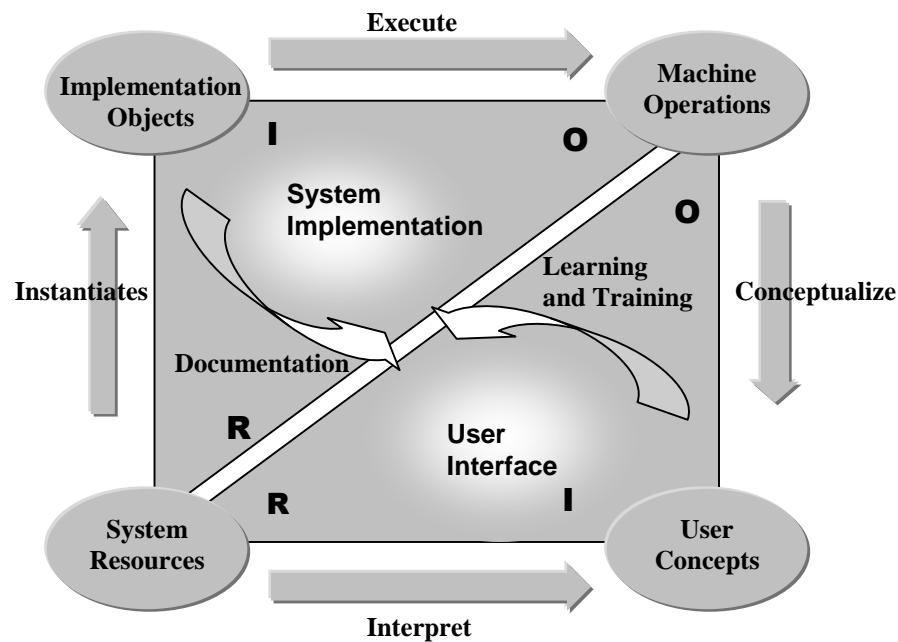 Execute
Implementation
Objects
Machine
Operations
I
O
System
Implementation
O
Learning
and Training
Instantiates
Conceptualize
Documentation
R
User
Interface
R
I
System
Resources
User
Concepts
Interpret